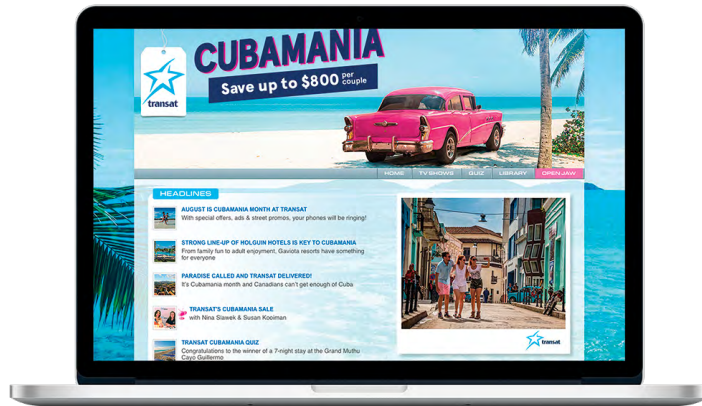 CUBAMANIA
Save up to $800 per couple
transat
HOME TV SHOWS QUIZ LIBRARY OPEN JAW
HEADLINES
AUGUST IS CUBAMANIA MONTH AT TRANSAT
With special offers, ads & street promos, your phones will be ringing!
STRONG LINE-UP OF HOLGUIN HOTELS IS KEY TO CUBAMANIA
From family fun to adult enjoyment, Gaviota resorts have something
for everyone
PARADISE CALLED AND TRANSAT DELIVERED!
It's Cubamania month and Canadians can't get enough of Cuba
TRANSAT'S CUBAMANIA SALE
with Nina Slawek & Susan Kooiman
TRANSAT CUBAMANIA QUIZ
Congratulations to the winner of a 7-night stay at the Grand Muthu
Cayo Guillermo
transat